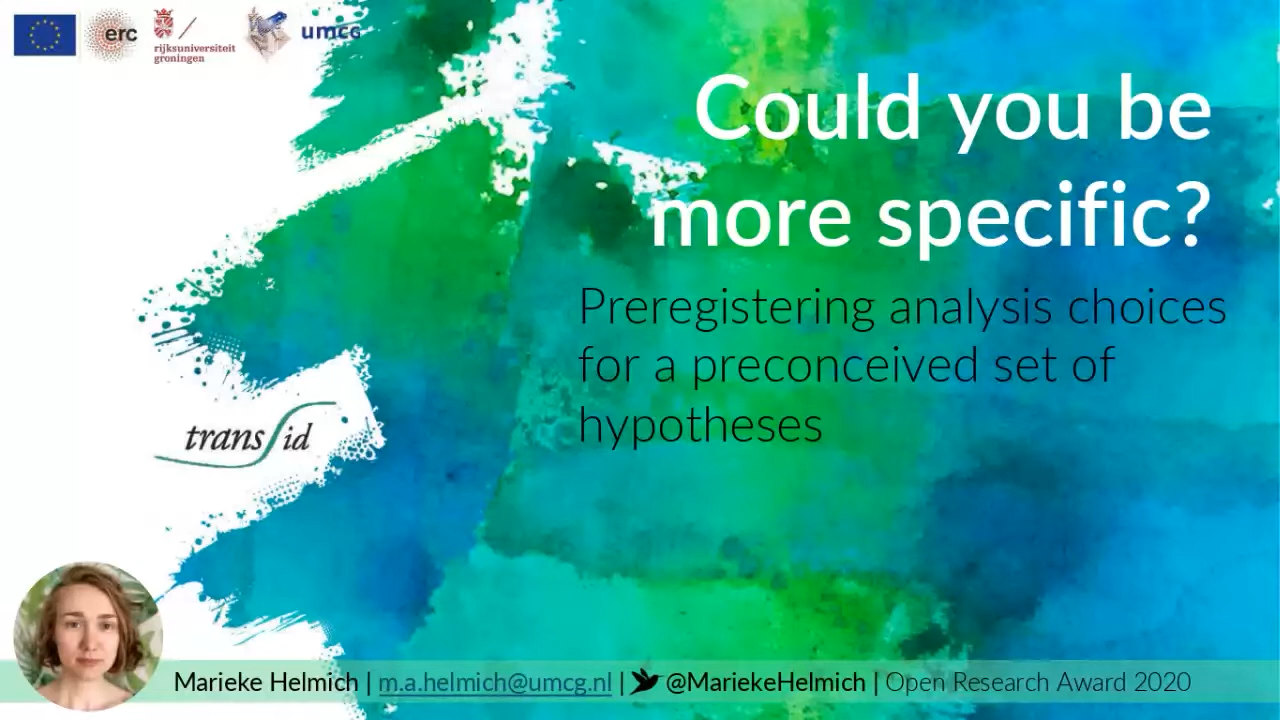 erc
rijksuniversiteit
groningen
umcg
Could you be
more specific?
Preregistering analysis choices
for a preconceived set of
hypotheses
trans id
Marieke Helmich | m.a.helmich@umcg.nl | @MariekeHelmich | Open Research Award 2020